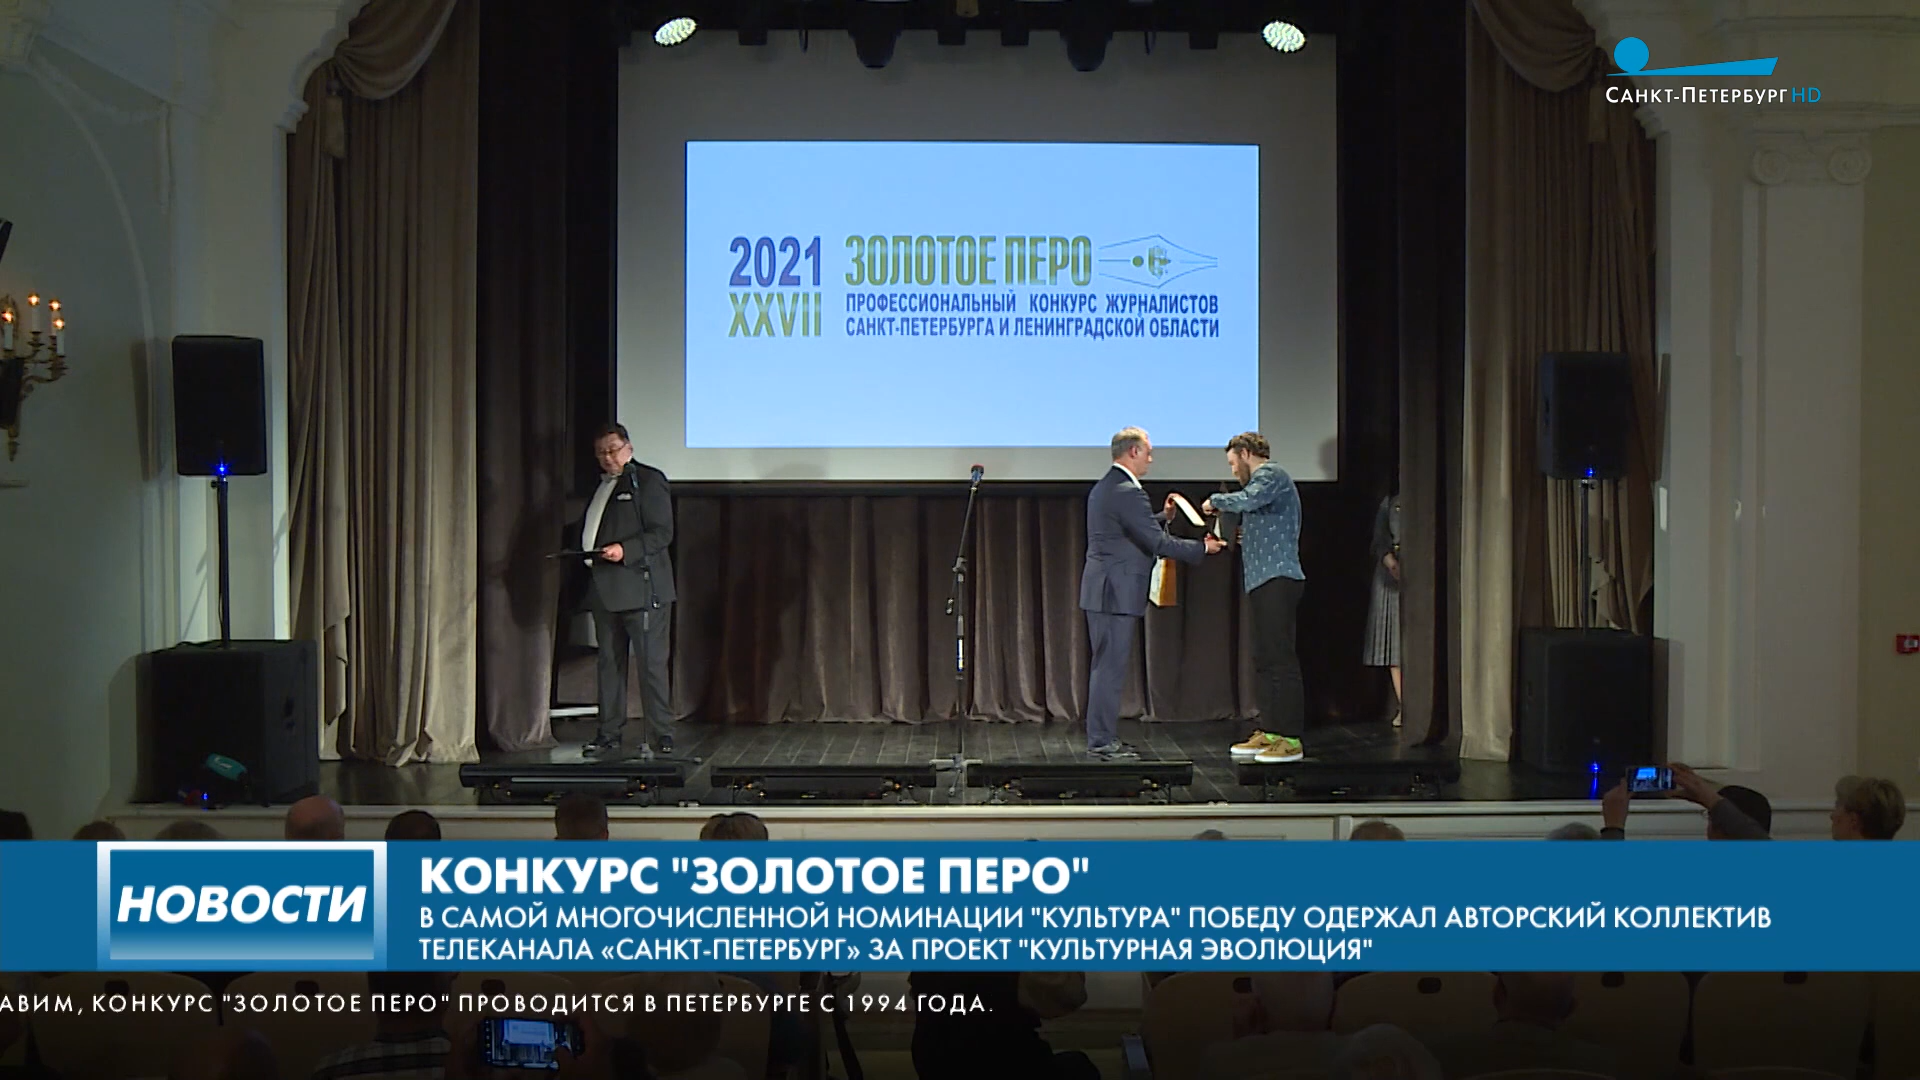 САНКТ-ПЕТЕРБУРГ HD
2021 ЗОЛОТОЕ ПЕРО
XXVII ПРОФЕССИОНАЛЬНЫЙ КОНКУРС ЖУРНАЛИСТОВ
САНКТ-ПЕТЕРБУРГА И ЛЕНИНГРАДСКОЙ ОБЛАСТИ
НОВОСТИ
КОНКУРС "ЗОЛОТОЕ ПЕРО"
В САМОЙ МНОГОЧИСЛЕННОЙ НОМИНАЦИИ "КУЛЬТУРА" ПОБЕДУ ОДЕРЖАЛ АВТОРСКИЙ КОЛЛЕКТИВ
ТЕЛЕКАНАЛА «САНКТ-ПЕТЕРБУРГ» ЗА ПРОЕКТ "КУЛЬТУРНАЯ ЭВОЛЮЦИЯ"
АВИМ, КОНКУРС "ЗОЛОТОЕ ПЕРО" ПРОВОДИТСЯ В ПЕТЕРБУРГЕ С 1994 ГОДА.